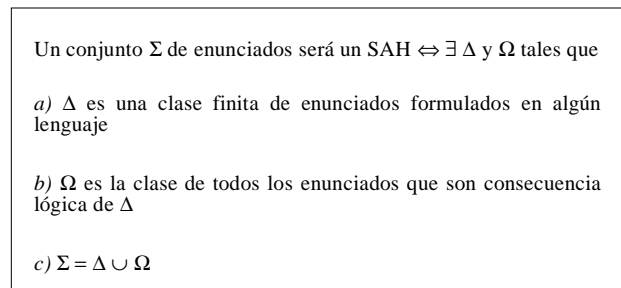 Un conjunto Σ de enunciados será un SAH ⇔ ∃ Δ y Ω tales que
a) Δ es una clase finita de enunciados formulados en algún
lenguaje
b) Ω es la clase de todos los enunciados que son consecuencia
lógica de Δ
c) Σ = Δ ∪ Ω